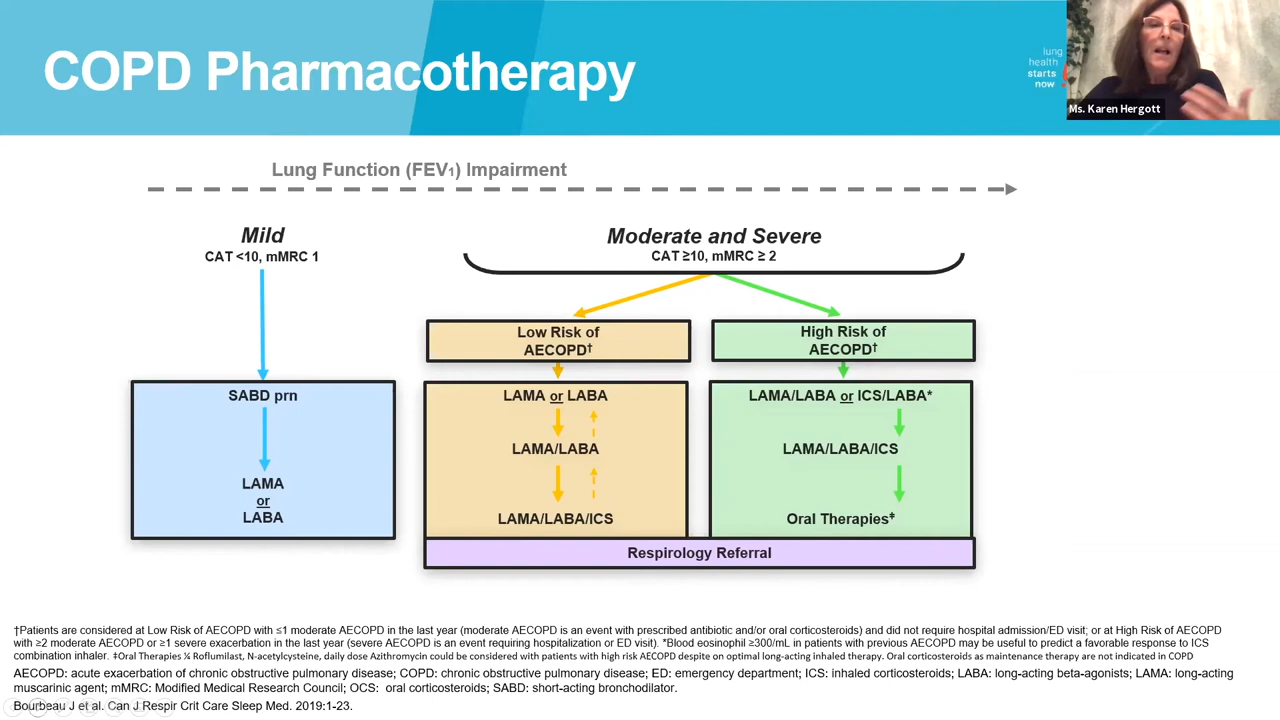 COPD Pharmacotherapy
lung
health
starts
now
Ms. Karen Hergott
Lung Function (FEV1) Impairment
Mild
CAT <10, mMRC 1
Moderate and Severe
CAT ≥10, mMRC ≥ 2
Low Risk of
AECOPD†
High Risk of
AECOPD†
SABD prn
LAMA
or
LABA
LAMA or LABA
LAMA/LABA
LAMA/LABA/ICS
LAMA/LABA or ICS/LABA*
LAMA/LABA/ICS
Oral Therapies‡
Respirology Referral
†Patients are considered at Low Risk of AECOPD with ≤1 moderate AECOPD in the last year (moderate AECOPD is an event with prescribed antibiotic and/or oral corticosteroids) and did not require hospital admission/ED visit; or at High Risk of AECOPD
with ≥2 moderate AECOPD or ≥1 severe exacerbation in the last year (severe AECOPD is an event requiring hospitalization or ED visit). *Blood eosinophil ≥300/mL in patients with previous AECOPD may be useful to predict a favorable response to ICS
combination inhaler. ‡Oral Therapies ¼ Roflumilast, N-acetylcysteine, daily dose Azithromycin could be considered with patients with high risk AECOPD despite on optimal long-acting inhaled therapy. Oral corticosteroids as maintenance therapy are not indicated in COPD
AECOPD: acute exacerbation of chronic obstructive pulmonary disease; COPD: chronic obstructive pulmonary disease; ED: emergency department; ICS: inhaled corticosteroids; LABA: long-acting beta-agonists; LAMA: long-acting
muscarinic agent; mMRC: Modified Medical Research Council; OCS: oral corticosteroids; SABD: short-acting bronchodilator.
Bourbeau J et al. Can J Respir Crit Care Sleep Med. 2019:1-23.